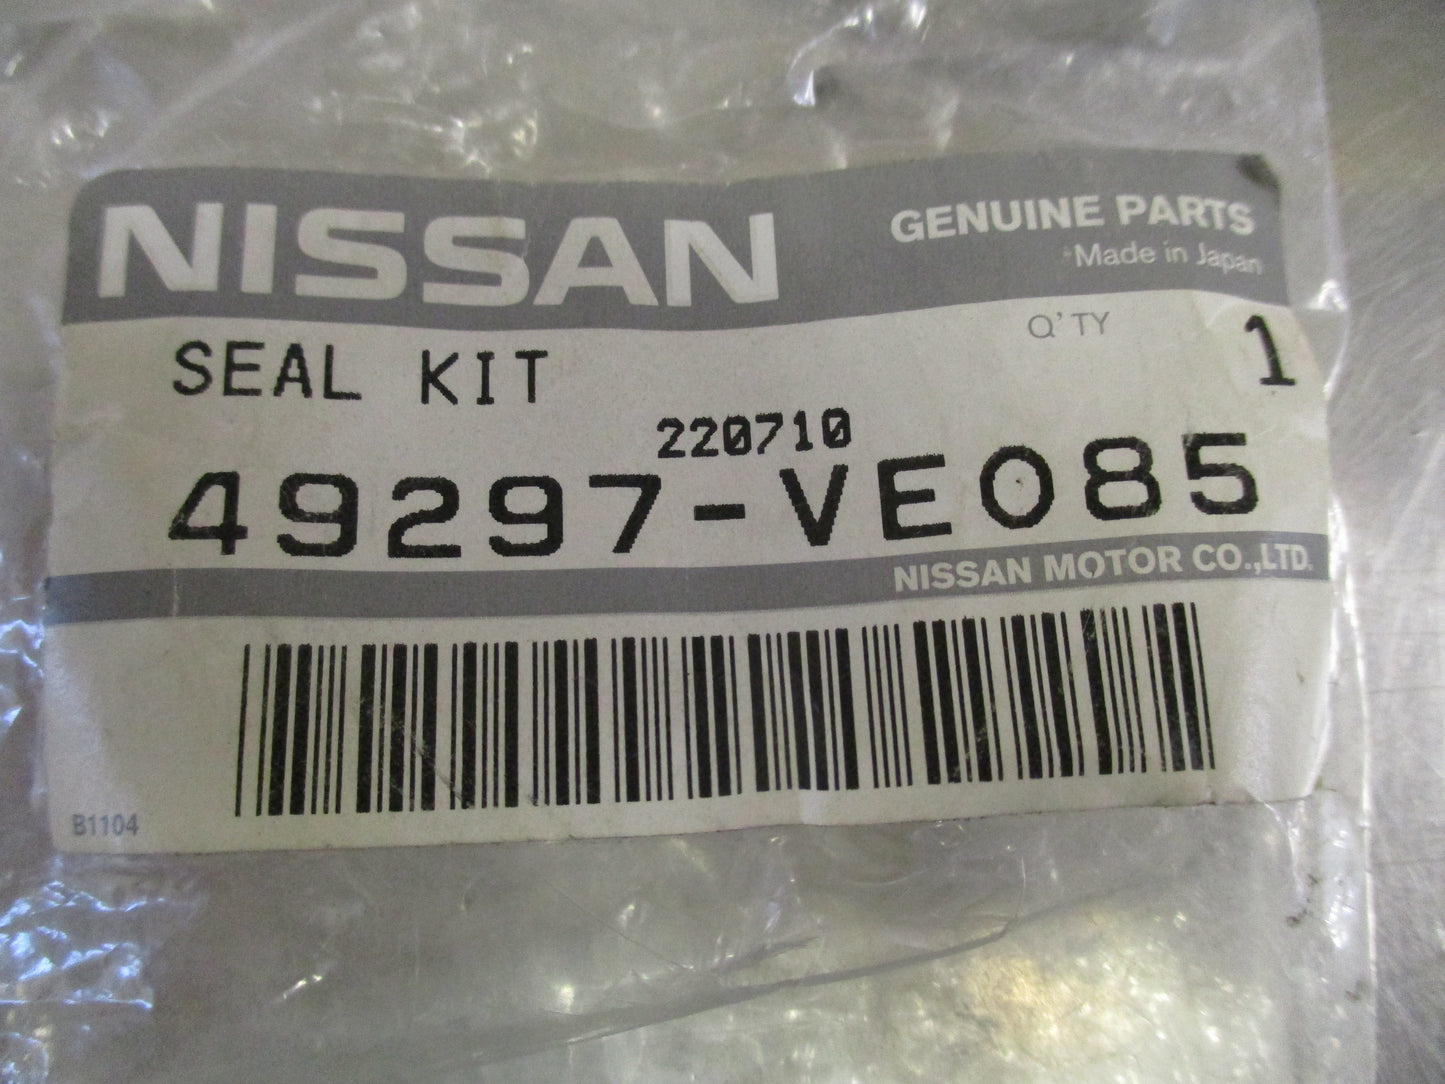 NISSAN
GENUINE PARTS
Made in Japan
Q'TY 1
SEAL KIT
220710
49297-VE085
NISSAN MOTOR CO.,LTD.
B1104